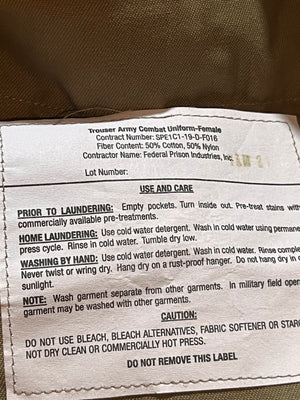 Trouser Army Combat Uniform-Female
Contract Number: SPE1C1-19-D-F016
Fiber Content: 50% Cotton, 50% Nylon
Contractor Name: Federal Prison Industries, Inc.
Lot Number:
USE AND CARE
PRIOR TO LAUNDERING: Empty pockets. Turn inside out. Pre-treat stains with
commercially available pre-treatments.
HOME LAUNDERING: Use cold water detergent. Wash in cold water using permane
press cycle. Rinse in cold water. Tumble dry low.
WASHING BY HAND: Use cold water detergent. Wash in cold water. Rinse comple
Never twist or wring dry. Hang dry on a rust-proof hanger. Do not hang dry in d
sunlight.
NOTE: Wash garment separate from other garments. In military field oper
garment may be washed with other garments.
CAUTION:
DO NOT USE BLEACH, BLEACH ALTERNATIVES, FABRIC SOFTENER OR STARC
NOT DRY CLEAN OR COMMERCIALLY HOT PRESS.
DO NOT REMOVE THIS LABEL